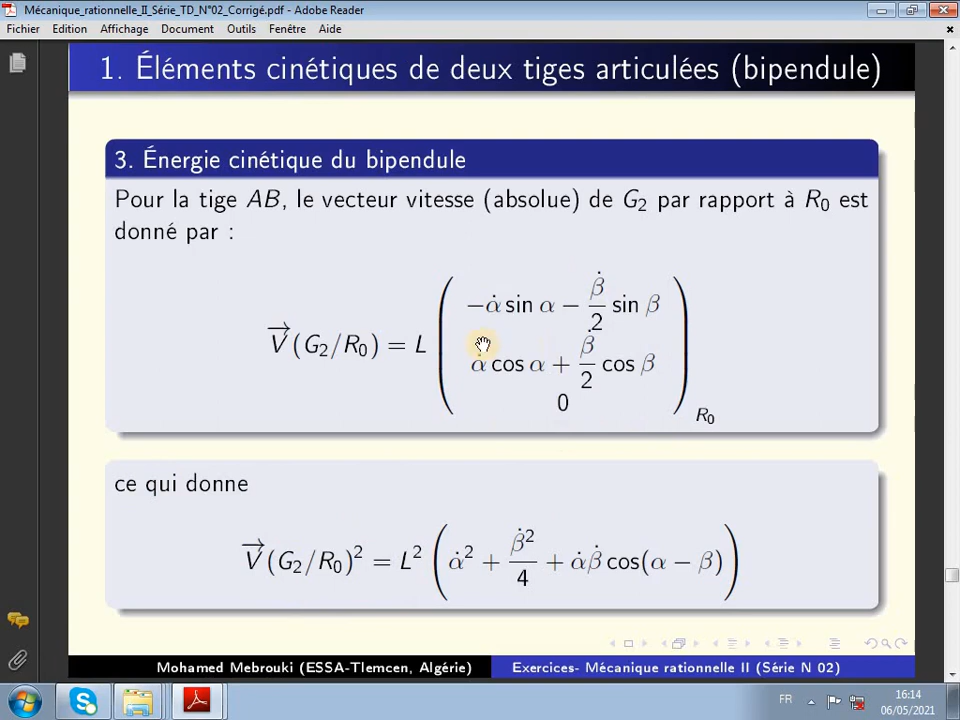 Mécanique_rationnelle_II_Série_TD_N°02_Corrigé.pdf - Adobe Reader
Fichier Edition Affichage Document Outils Fenêtre Aide
1. Éléments cinétiques de deux tiges articulées (bipendule)
3. Énergie cinétique du bipendule
Pour la tige AB, le vecteur vitesse (absolue) de G₂ par rapport à R₀ est
donné par :
V⃗(G₂/R₀) = L ( −α̇ sin α − β̇/2 sin β
α̇ cos α + β̇/2 cos β
0 )R₀
ce qui donne
V⃗(G₂/R₀)² = L² ( α̇² + β̇²/4 + α̇β̇ cos(α − β) )
Mohamed Mebrouki (ESSA-Tlemcen, Algérie) Exercices- Mécanique rationnelle II (Série N 02)
FR 16:14
06/05/2021